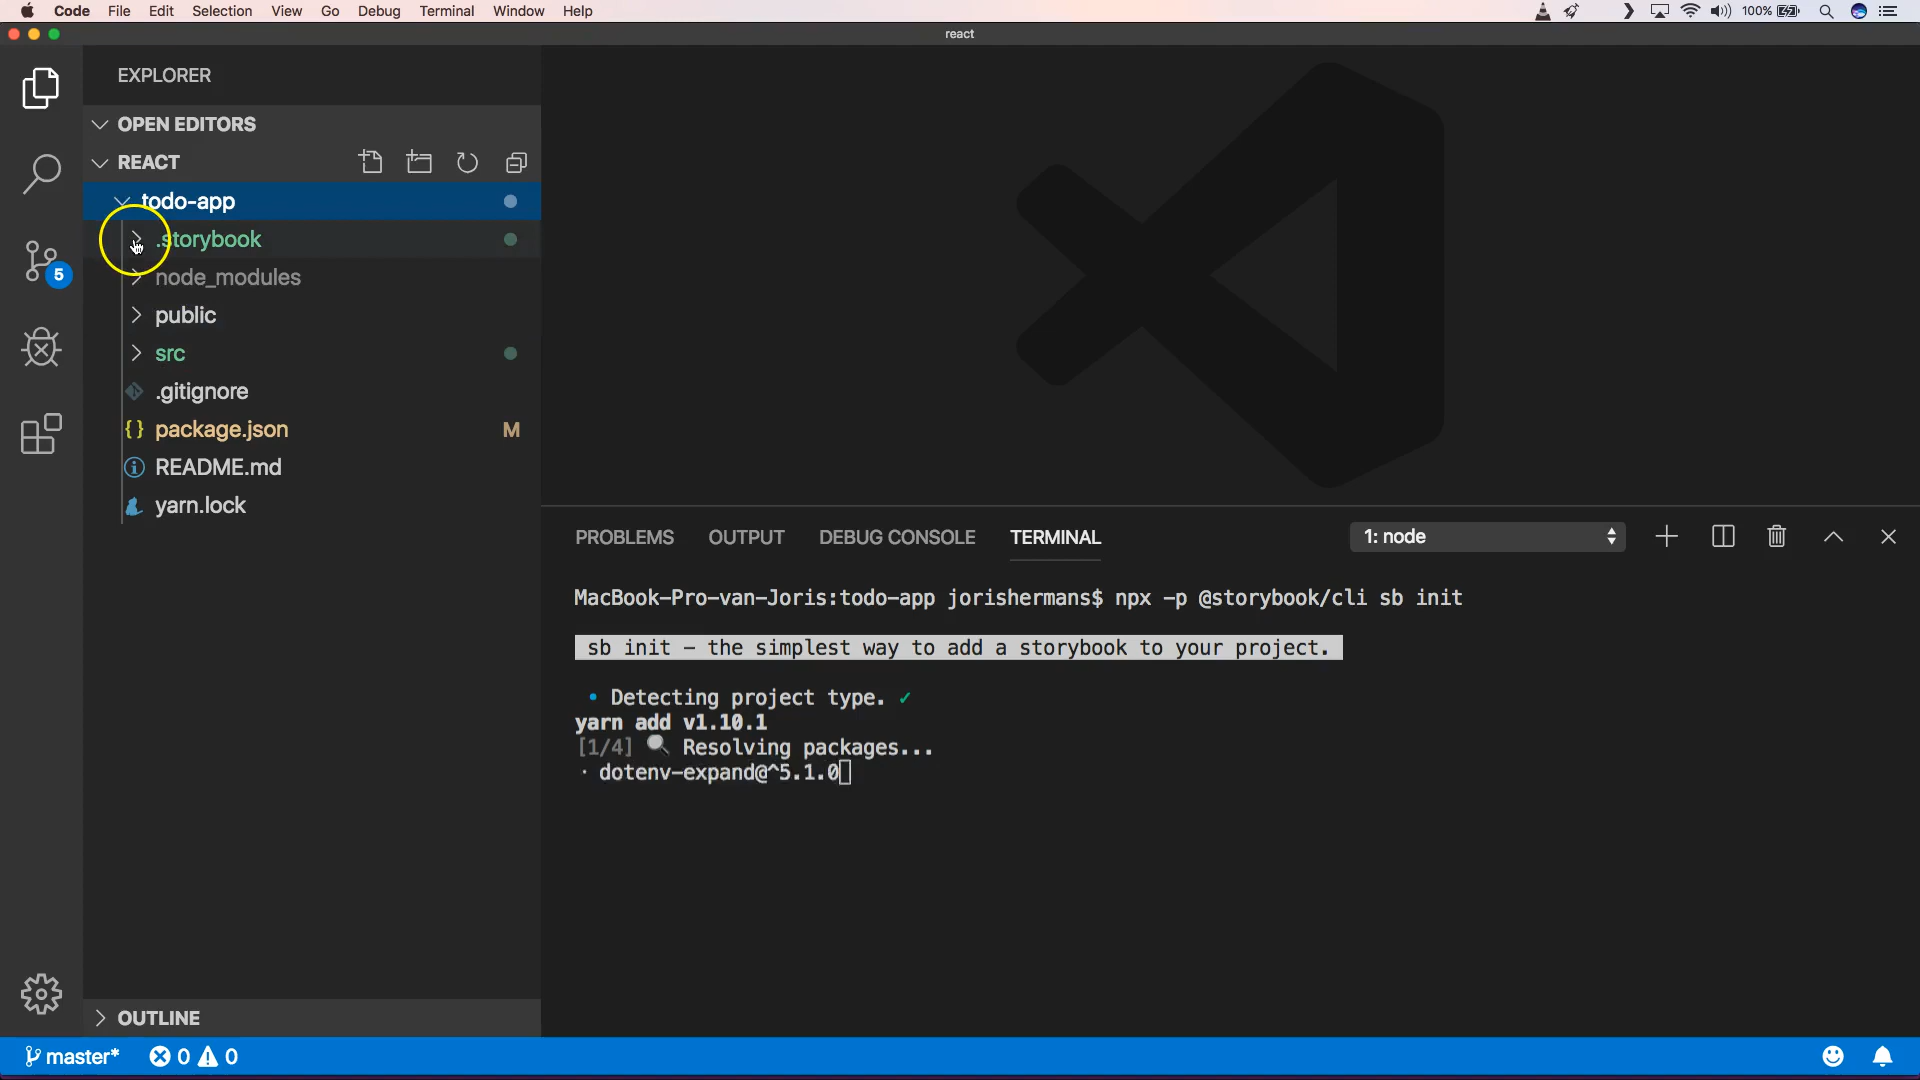 Code File Edit Selection View Go Debug Terminal Window Help 100%
react
EXPLORER
OPEN EDITORS
REACT
todo-app
.storybook
node_modules
5
public
src
.gitignore
{} package.json M
README.md
yarn.lock
PROBLEMS OUTPUT DEBUG CONSOLE TERMINAL 1: node
MacBook-Pro-van-Joris:todo-app jorishermans$ npx -p @storybook/cli sb init
sb init - the simplest way to add a storybook to your project.
• Detecting project type. ✓
yarn add v1.10.1
[1/4] 🔍 Resolving packages...
· dotenv-expand@^5.1.0
OUTLINE
master* 0 0